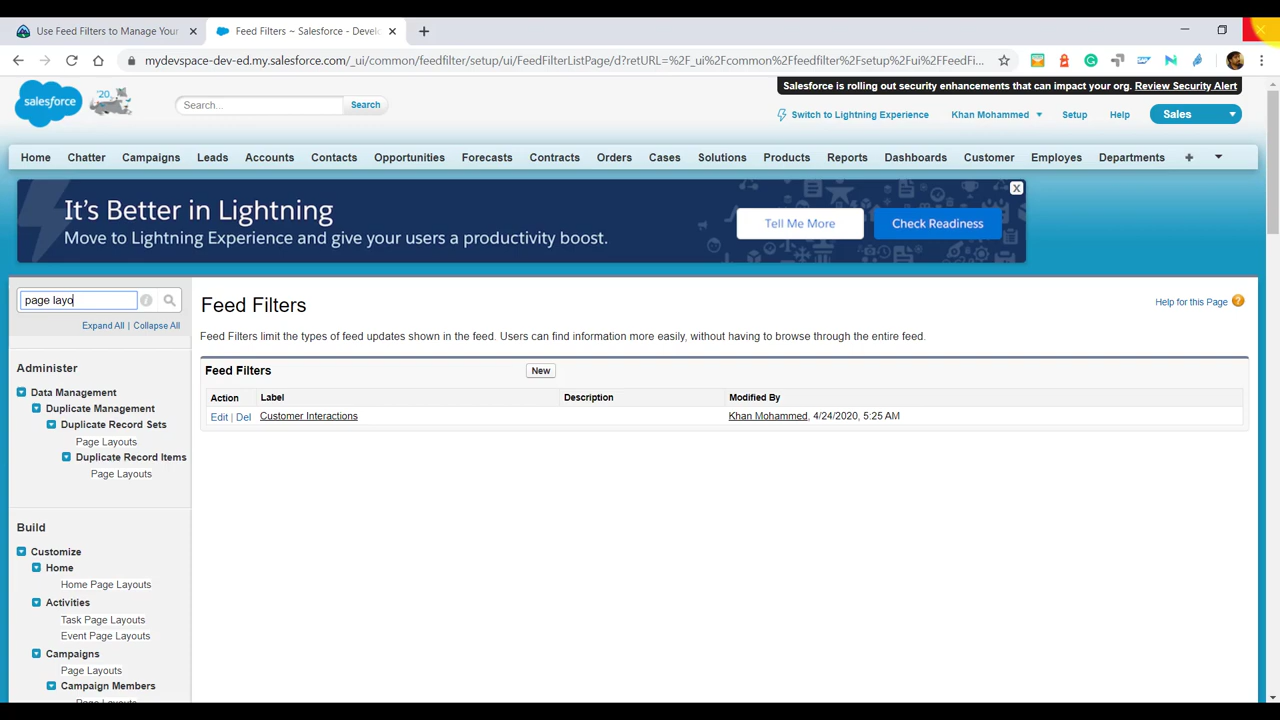 Use Feed Filters to Manage Your
Feed Filters ~ Salesforce - Develo
mydevspace-dev-ed.my.salesforce.com/_ui/common/feedfilter/setup/ui/FeedFilterListPage/d?retURL=%2F_ui%2Fcommon%2Ffeedfilter%2Fsetup%2Fui%2FFeedFi...
Salesforce is rolling out security enhancements that can impact your org. Review Security Alert
salesforce
'20
Search...
Search
Switch to Lightning Experience
Khan Mohammed
Setup
Help
Sales
Home Chatter Campaigns Leads Accounts Contacts Opportunities Forecasts Contracts Orders Cases Solutions Products Reports Dashboards Customer Employes Departments +
It's Better in Lightning
Move to Lightning Experience and give your users a productivity boost.
Tell Me More
Check Readiness
X
page layo
Expand All | Collapse All
Administer
Data Management
Duplicate Management
Duplicate Record Sets
Page Layouts
Duplicate Record Items
Page Layouts
Build
Customize
Home
Home Page Layouts
Activities
Task Page Layouts
Event Page Layouts
Campaigns
Page Layouts
Campaign Members
Page Layouts
Feed Filters
Help for this Page ?
Feed Filters limit the types of feed updates shown in the feed. Users can find information more easily, without having to browse through the entire feed.
Feed Filters
New
Action Label Description Modified By
Edit | Del Customer Interactions Khan Mohammed, 4/24/2020, 5:25 AM